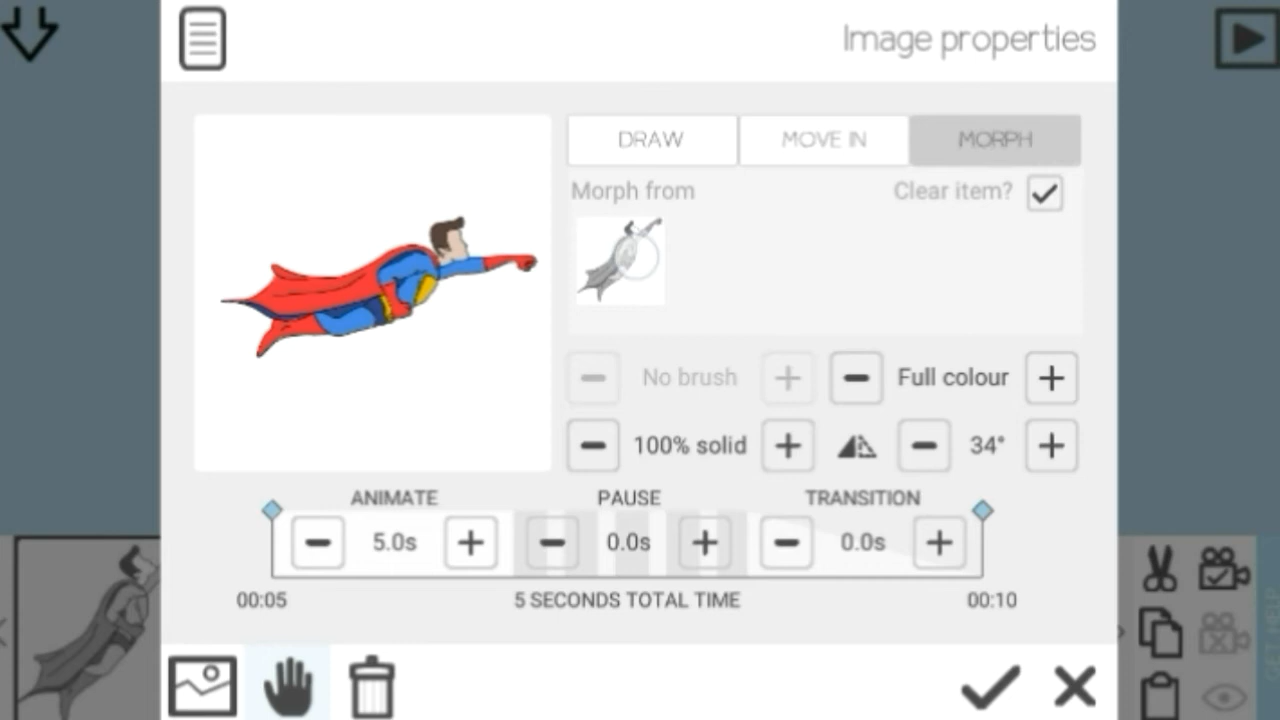 Image properties
DRAW MOVE IN MORPH
Morph from Clear item?
No brush Full colour
100% solid 34°
ANIMATE PAUSE TRANSITION
5.0s 0.0s 0.0s
00:05 5 SECONDS TOTAL TIME 00:10